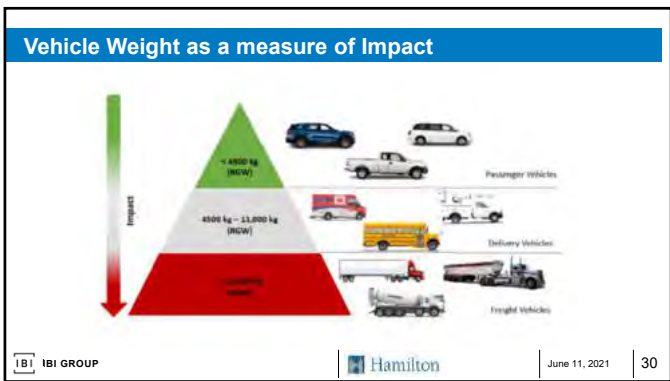 Vehicle Weight as a measure of Impact
Impact
< 4500 kg
(RGW)
Passenger Vehicles
4500 kg – 11,000 kg
(RGW)
Delivery Vehicles
Freight Vehicles
IBI IBI GROUP
Hamilton
June 11, 2021
30